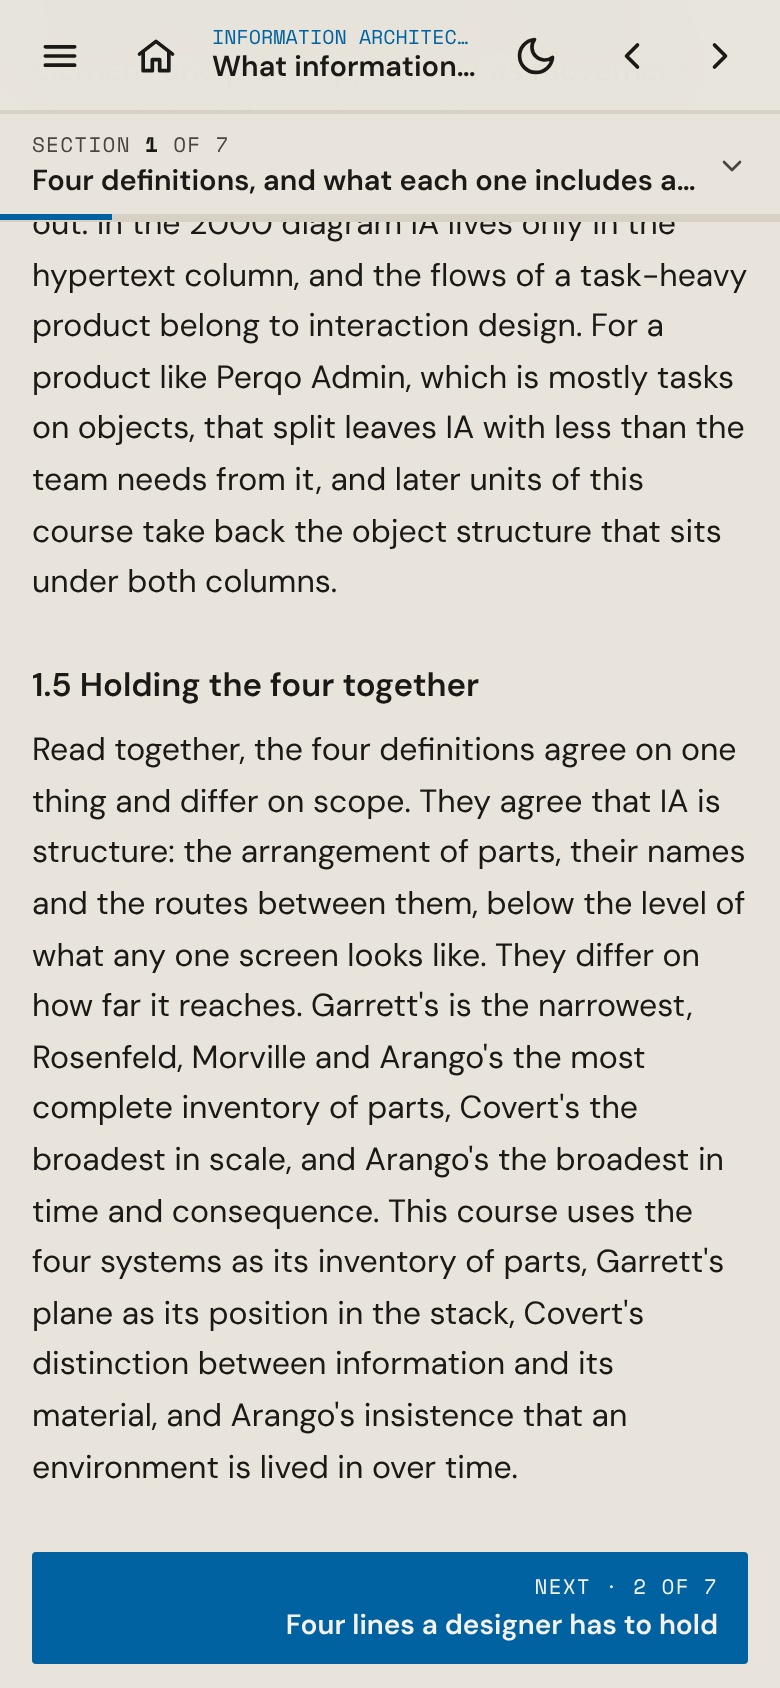 INFORMATION ARCHITEC…
What information…
SECTION 1 OF 7
Four definitions, and what each one includes a…
out. In the 2000 diagram IA lives only in the
hypertext column, and the flows of a task-heavy
product belong to interaction design. For a
product like Perqo Admin, which is mostly tasks
on objects, that split leaves IA with less than the
team needs from it, and later units of this
course take back the object structure that sits
under both columns.
1.5 Holding the four together
Read together, the four definitions agree on one
thing and differ on scope. They agree that IA is
structure: the arrangement of parts, their names
and the routes between them, below the level of
what any one screen looks like. They differ on
how far it reaches. Garrett's is the narrowest,
Rosenfeld, Morville and Arango's the most
complete inventory of parts, Covert's the
broadest in scale, and Arango's the broadest in
time and consequence. This course uses the
four systems as its inventory of parts, Garrett's
plane as its position in the stack, Covert's
distinction between information and its
material, and Arango's insistence that an
environment is lived in over time.
NEXT · 2 OF 7
Four lines a designer has to hold